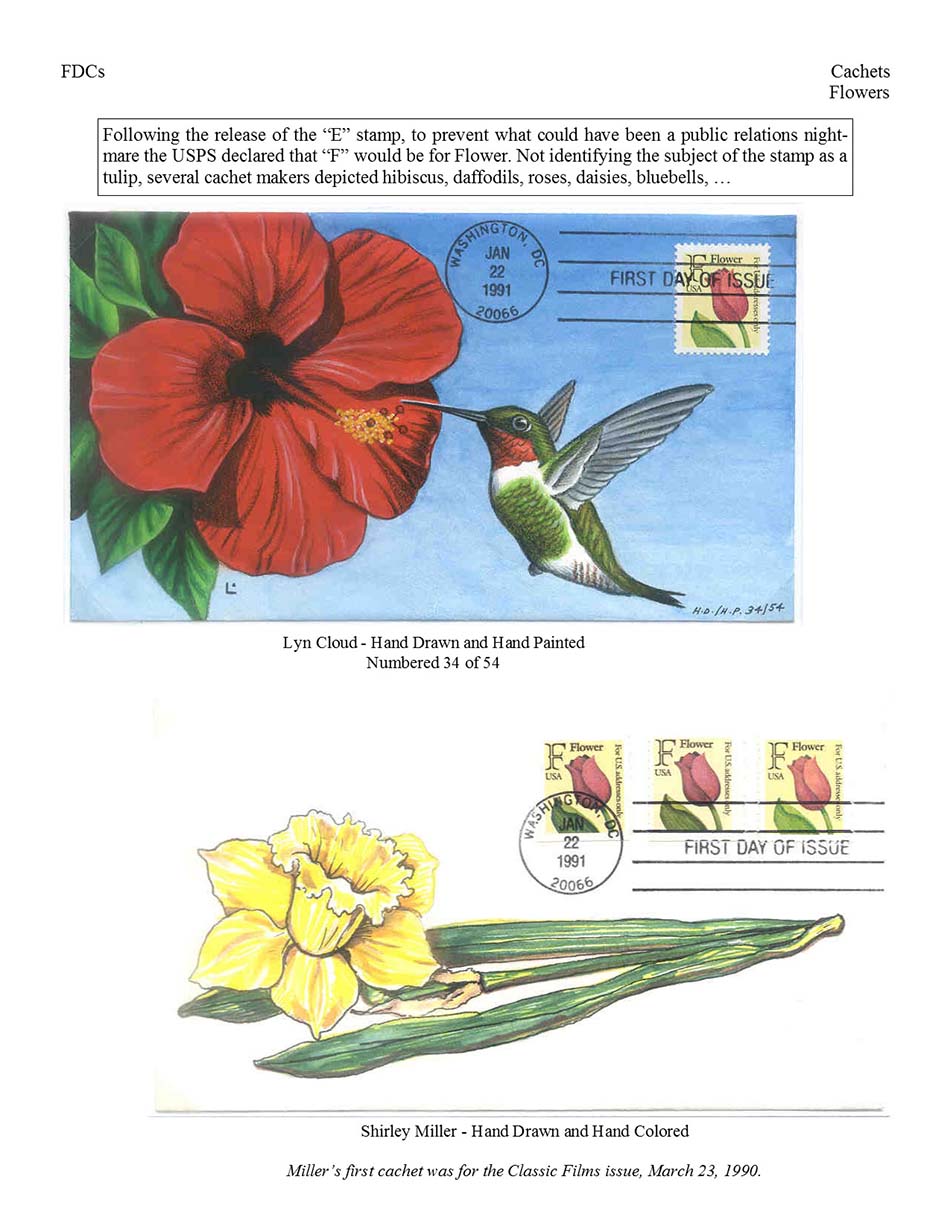 FDCs
Cachets
Flowers
Following the release of the “E” stamp, to prevent what could have been a public relations night-
mare the USPS declared that “F” would be for Flower. Not identifying the subject of the stamp as a
tulip, several cachet makers depicted hibiscus, daffodils, roses, daisies, bluebells, …
WASHINGTON, DC
JAN
22
1991
20066
FIRST DAY OF ISSUE
F Flower
USA
For U.S. addresses only
L
H.D./H.P. 34/54
Lyn Cloud - Hand Drawn and Hand Painted
Numbered 34 of 54
F Flower
USA
For U.S. addresses only
F Flower
USA
For U.S. addresses only
F Flower
USA
For U.S. addresses only
WASHINGTON, DC
JAN
22
1991
20066
FIRST DAY OF ISSUE
Shirley Miller - Hand Drawn and Hand Colored
Miller’s first cachet was for the Classic Films issue, March 23, 1990.